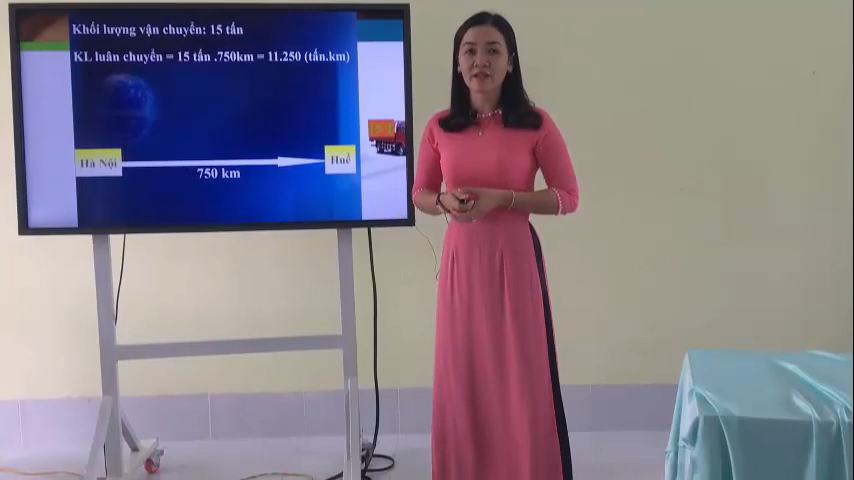 Khối lượng vận chuyển: 15 tấn
KL luân chuyển = 15 tấn .750km = 11.250 (tấn.km)
Hà Nội
Huế
750 km